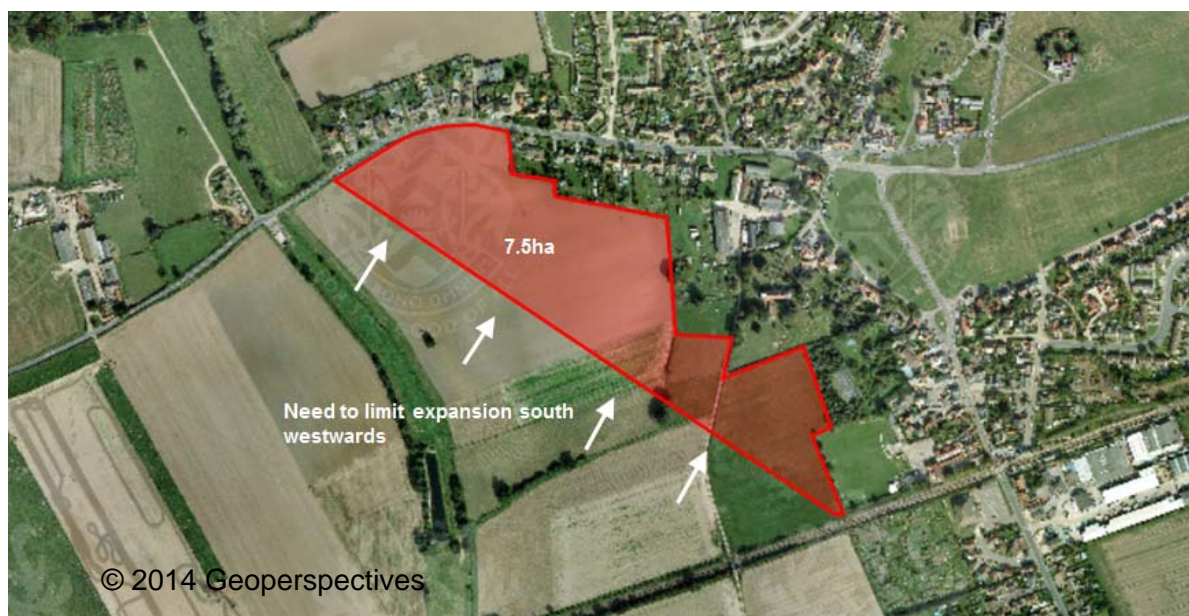 7.5ha
Need to limit expansion south
westwards
© 2014 Geoperspectives